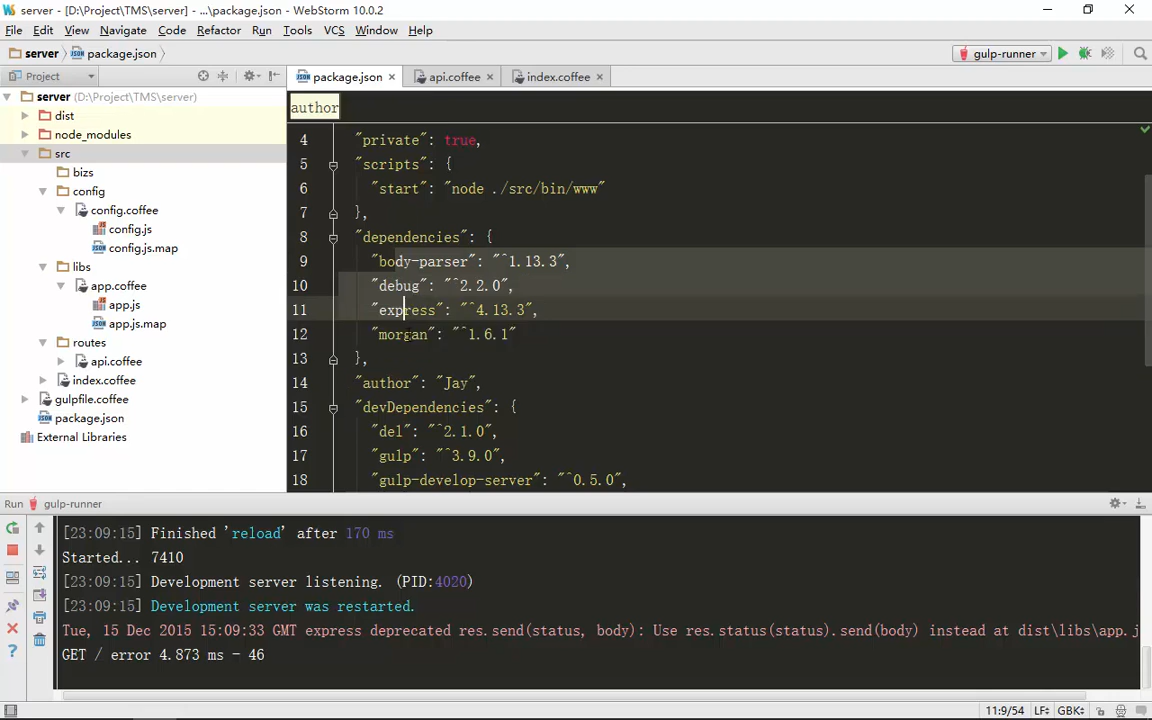 server - [D:\Project\TMS\server] - ...\package.json - WebStorm 10.0.2
File Edit View Navigate Code Refactor Run Tools VCS Window Help
server package.json gulp-runner
Project package.json api.coffee index.coffee
server (D:\Project\TMS\server)
dist
node_modules
src
bizs
config
config.coffee
config.js
config.js.map
libs
app.coffee
app.js
app.js.map
routes
api.coffee
index.coffee
gulpfile.coffee
package.json
External Libraries
author
4 "private": true,
5 "scripts": {
6 "start": "node ./src/bin/www"
7 },
8 "dependencies": {
9 "body-parser": "^1.13.3",
10 "debug": "^2.2.0",
11 "express": "^4.13.3",
12 "morgan": "^1.6.1"
13 },
14 "author": "Jay",
15 "devDependencies": {
16 "del": "^2.1.0",
17 "gulp": "^3.9.0",
18 "gulp-develop-server": "^0.5.0",
Run gulp-runner
[23:09:15] Finished 'reload' after 170 ms
Started... 7410
[23:09:15] Development server listening. (PID:4020)
[23:09:15] Development server was restarted.
Tue, 15 Dec 2015 15:09:33 GMT express deprecated res.send(status, body): Use res.status(status).send(body) instead at dist\libs\app.j
GET / error 4.873 ms - 46
11:9/54 LF GBK